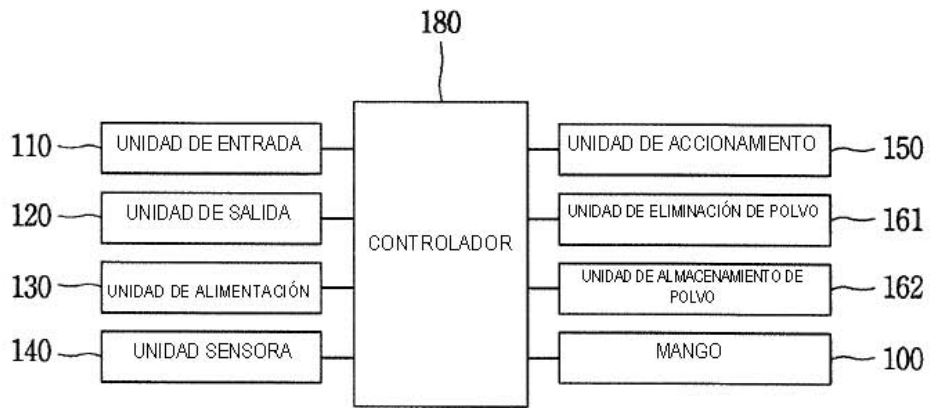 180
110 UNIDAD DE ENTRADA
120 UNIDAD DE SALIDA
130 UNIDAD DE ALIMENTACIÓN
140 UNIDAD SENSORA
CONTROLADOR
UNIDAD DE ACCIONAMIENTO 150
UNIDAD DE ELIMINACIÓN DE POLVO 161
UNIDAD DE ALMACENAMIENTO DE
POLVO 162
MANGO 100